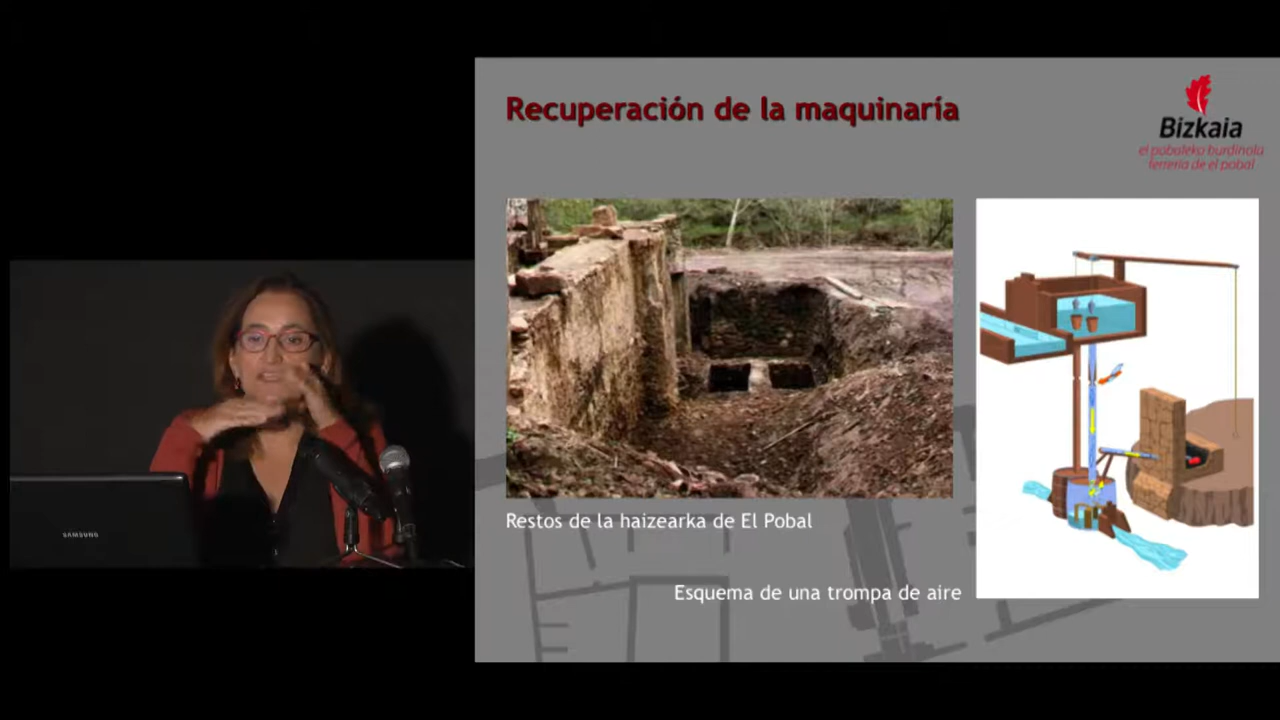 Recuperación de la maquinaría
Bizkaia
el pobaleko burdinola
ferrería de el pobal
Restos de la haizearka de El Pobal
Esquema de una trompa de aire
SAMSUNG